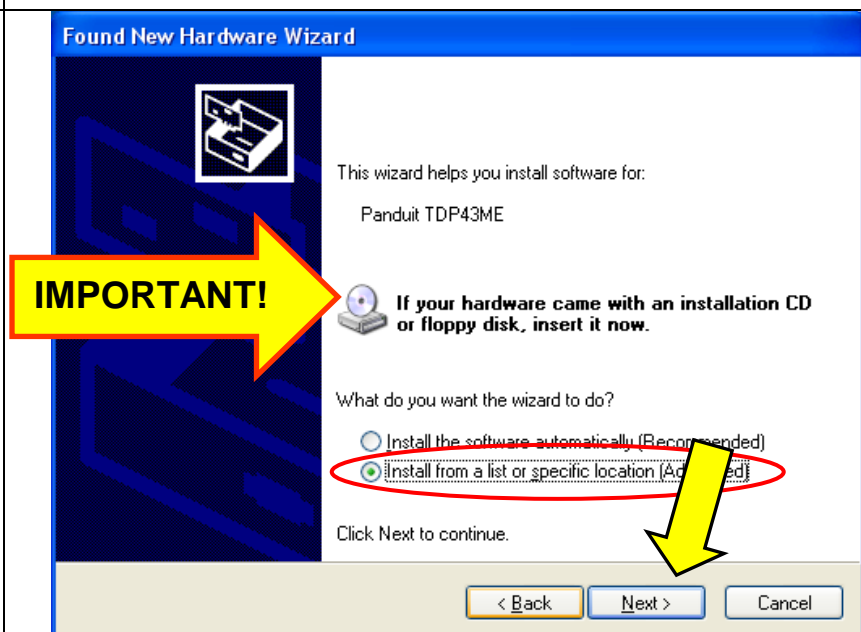 Found New Hardware Wizard
This wizard helps you install software for:
Panduit TDP43ME
IMPORTANT!
If your hardware came with an installation CD
or floppy disk, insert it now.
What do you want the wizard to do?
Install the software automatically (Recommended)
Install from a list or specific location (Advanced)
Click Next to continue.
< Back
Next >
Cancel